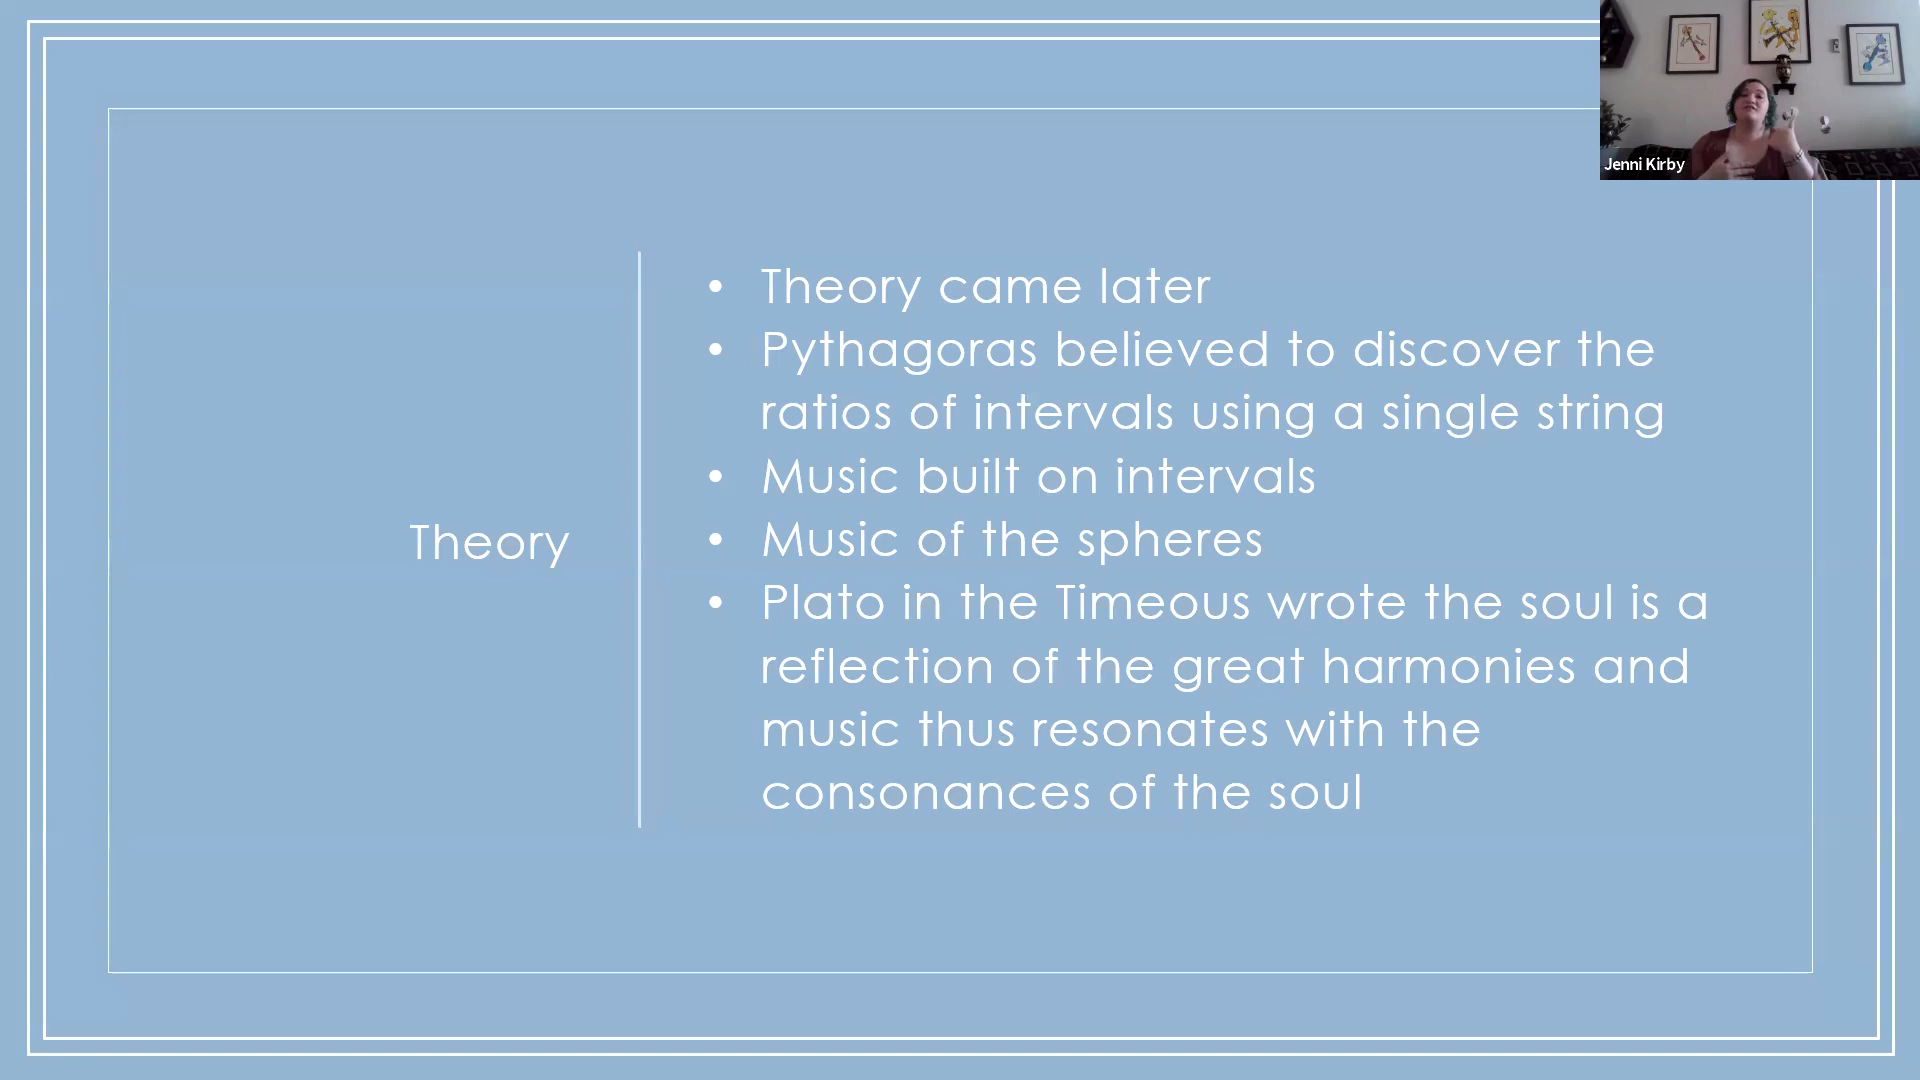 Jenni Kirby
Theory
• Theory came later
• Pythagoras believed to discover the
ratios of intervals using a single string
• Music built on intervals
• Music of the spheres
• Plato in the Timeous wrote the soul is a
reflection of the great harmonies and
music thus resonates with the
consonances of the soul